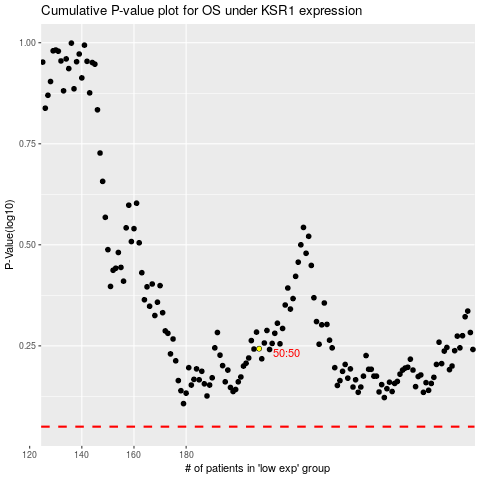 Cumulative P-value plot for OS under KSR1 expression
P-Value(log10)
1.00
0.75
0.50
0.25
50:50
120 140 160 180
# of patients in 'low exp' group